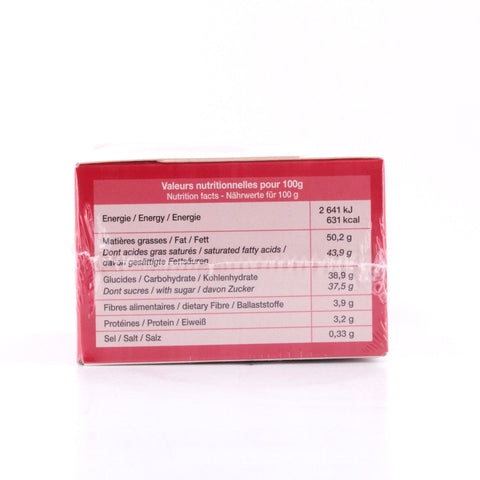 Valeurs nutritionnelles pour 100g
Nutrition facts - Nährwerte für 100 g
Energie / Energy / Energie
2 641 kJ
631 kcal
Matières grasses / Fat / Fett 50,2 g
Dont acides gras saturés / saturated fatty acids /
davon gesättigte Fettsäuren 43,9 g
Glucides / Carbohydrate / Kohlenhydrate 38,9 g
Dont sucres / with sugar / davon Zucker 37,5 g
Fibres alimentaires / dietary Fibre / Ballaststoffe 3,9 g
Protéines / Protein / Eiweiß 3,2 g
Sel / Salt / Salz 0,33 g